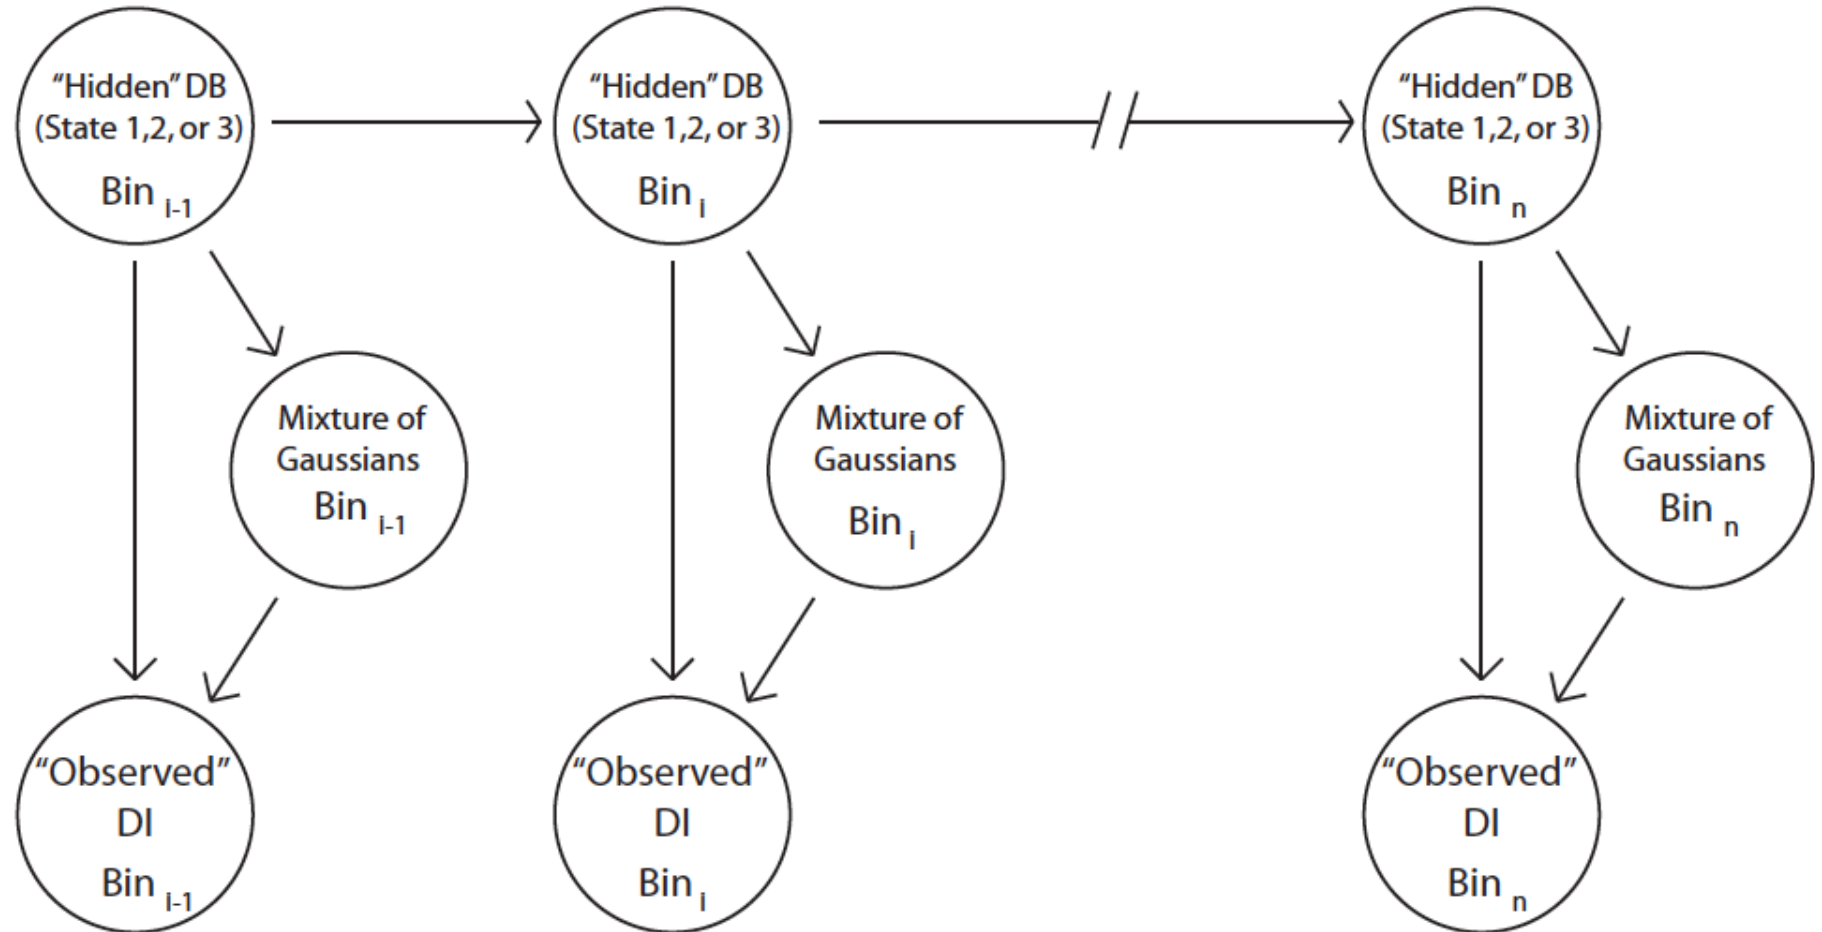 “Hidden” DB
(State 1,2, or 3)
Bin i-1
“Hidden” DB
(State 1,2, or 3)
Bin i
“Hidden” DB
(State 1,2, or 3)
Bin n
Mixture of
Gaussians
Bin i-1
Mixture of
Gaussians
Bin i
Mixture of
Gaussians
Bin n
“Observed”
DI
Bin i-1
“Observed”
DI
Bin i
“Observed”
DI
Bin n